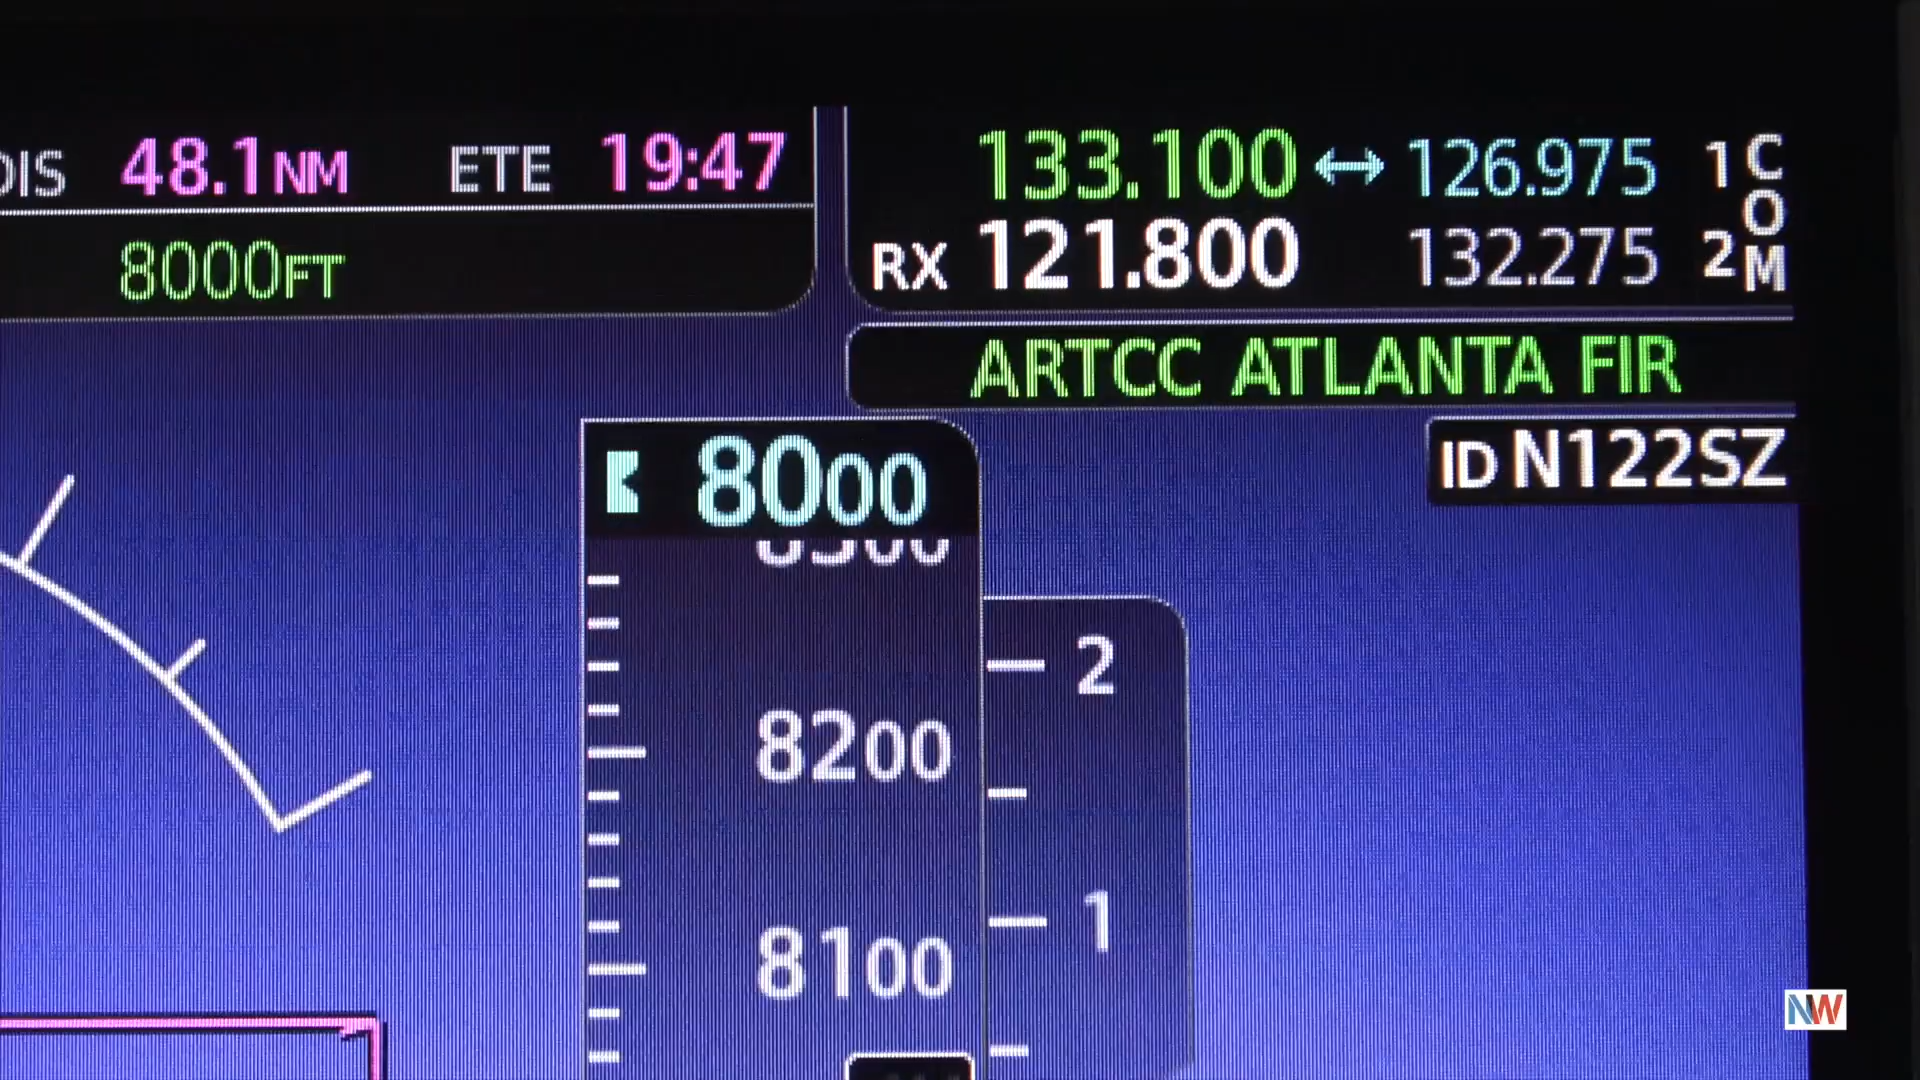 DIS 48.1NM ETE 19:47
8000FT
133.100 ↔ 126.975 1
RX 121.800 132.275 2
COM
ARTCC ATLANTA FIR
ID N122SZ
8000
2
8200
1
8100
NW